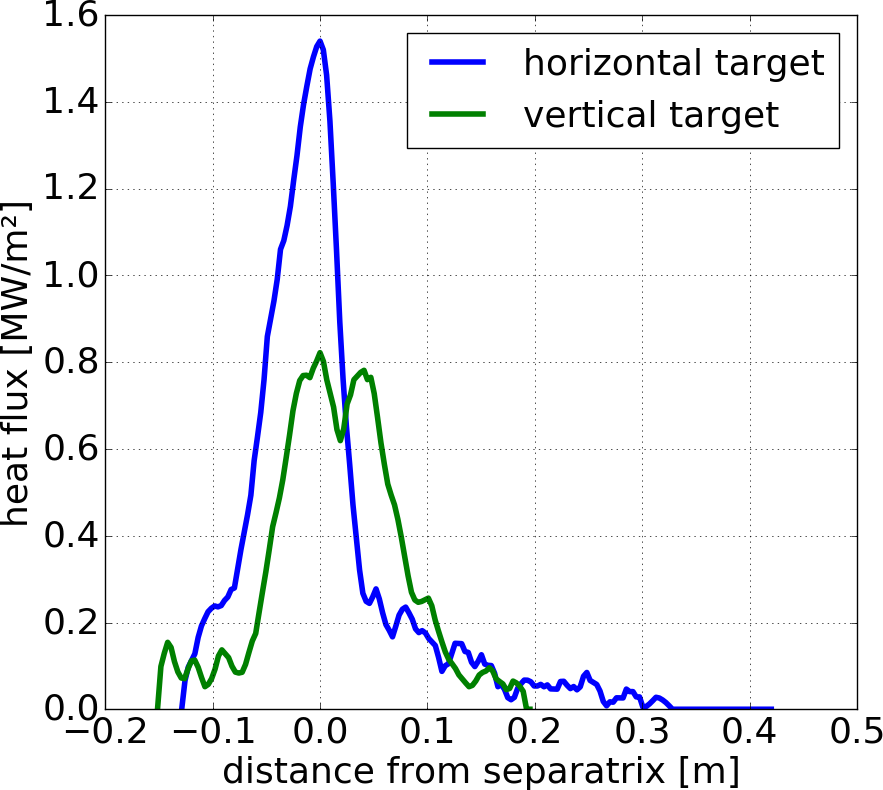 1.6
1.4
1.2
1.0
0.8
0.6
0.4
0.2
0.0
heat flux [MW/m²]
horizontal target
vertical target
−0.2 −0.1 0.0 0.1 0.2 0.3 0.4 0.5
distance from separatrix [m]